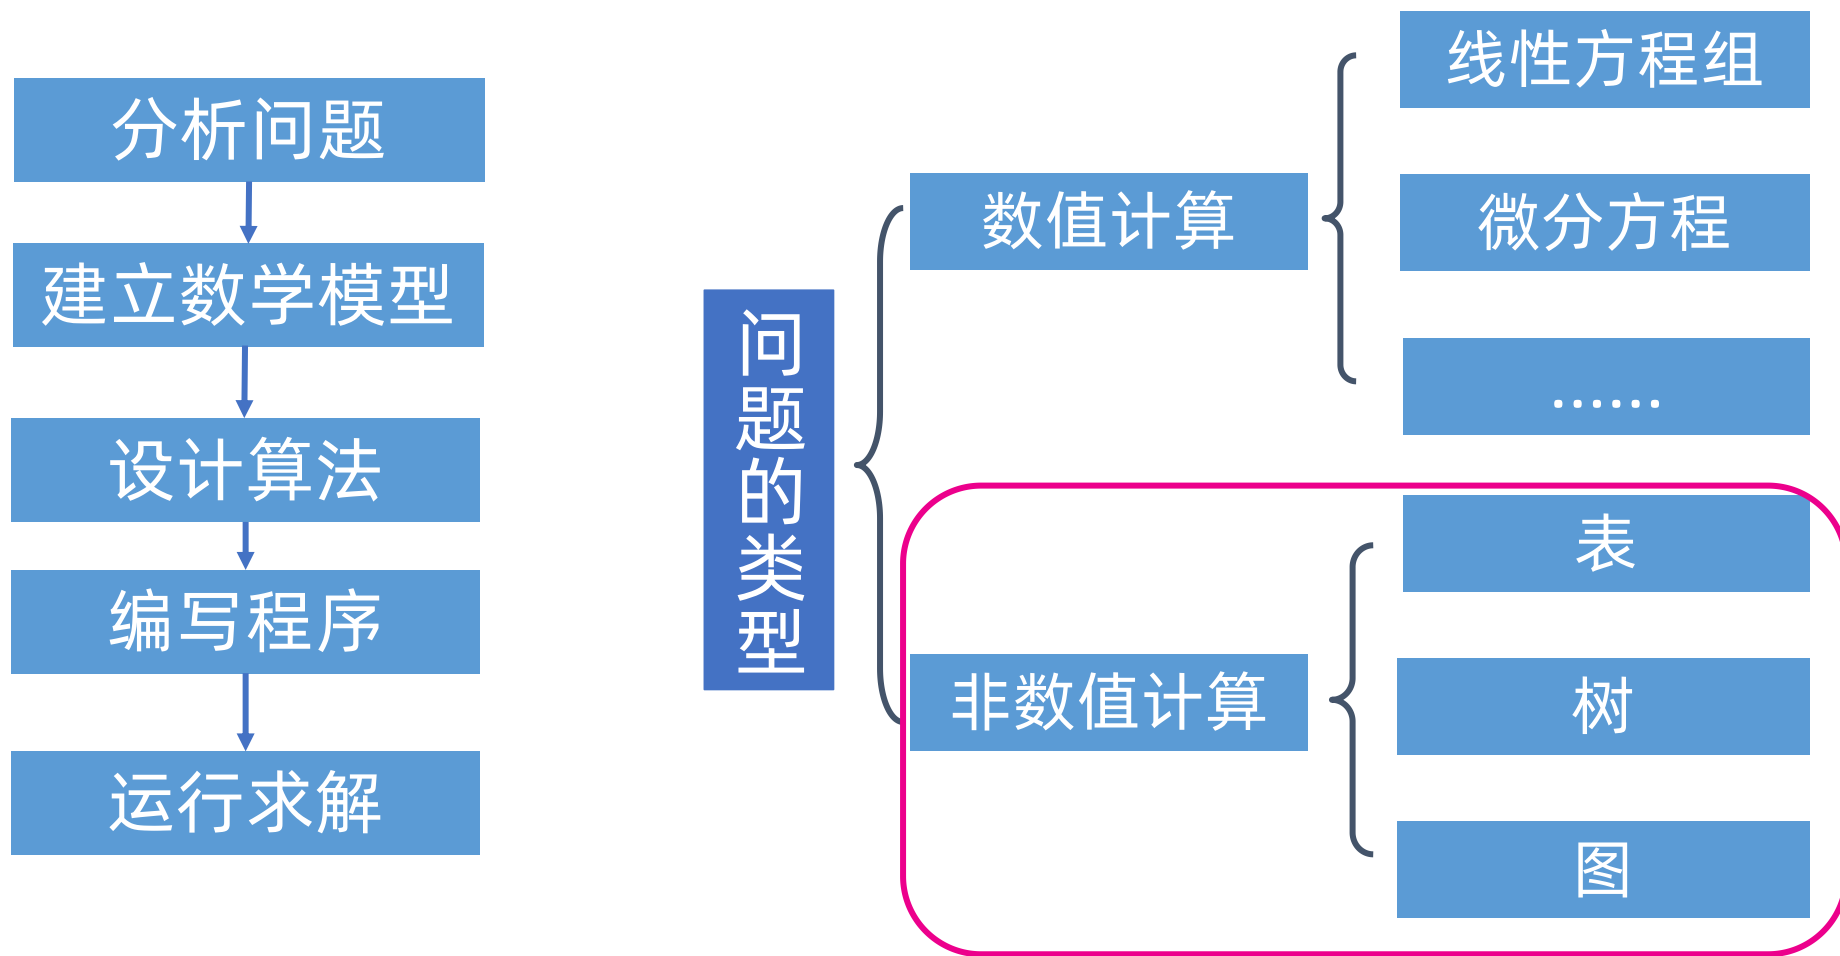 分析问题
建立数学模型
设计算法
编写程序
运行求解
问题的类型
数值计算
线性方程组
微分方程
......
非数值计算
表
树
图